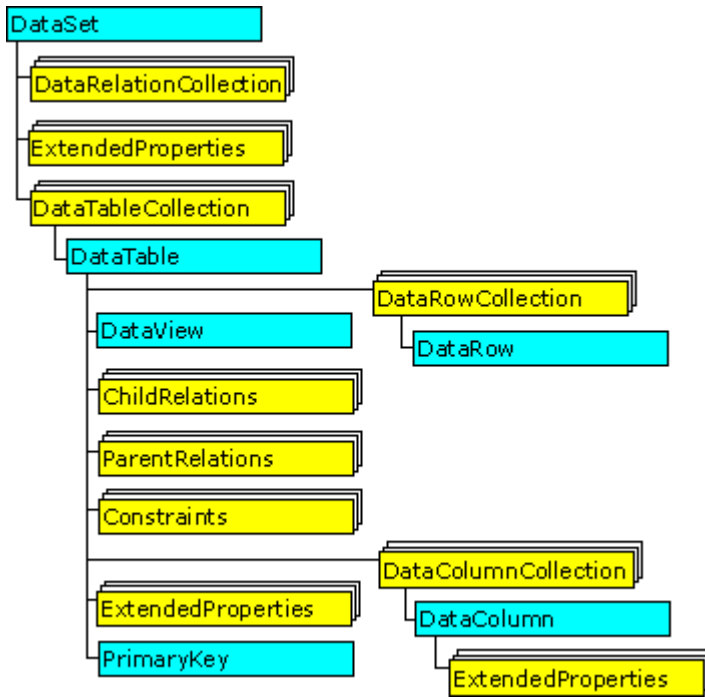 DataSet
DataRelationCollection
ExtendedProperties
DataTableCollection
DataTable
DataRowCollection
DataView
DataRow
ChildRelations
ParentRelations
Constraints
DataColumnCollection
ExtendedProperties
DataColumn
PrimaryKey
ExtendedProperties